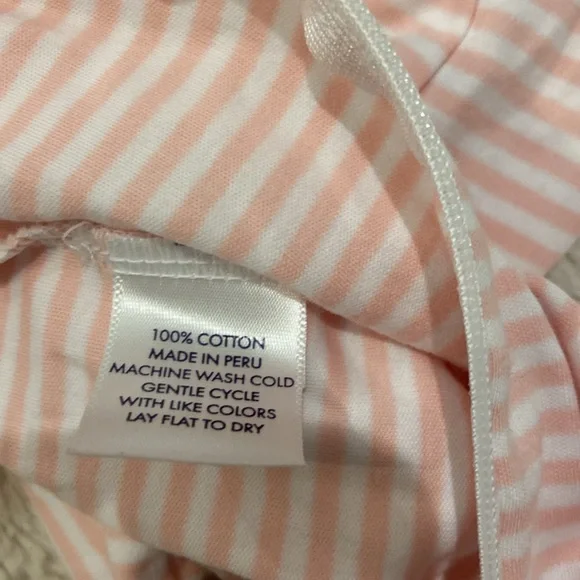 100% COTTON
MADE IN PERU
MACHINE WASH COLD
GENTLE CYCLE
WITH LIKE COLORS
LAY FLAT TO DRY